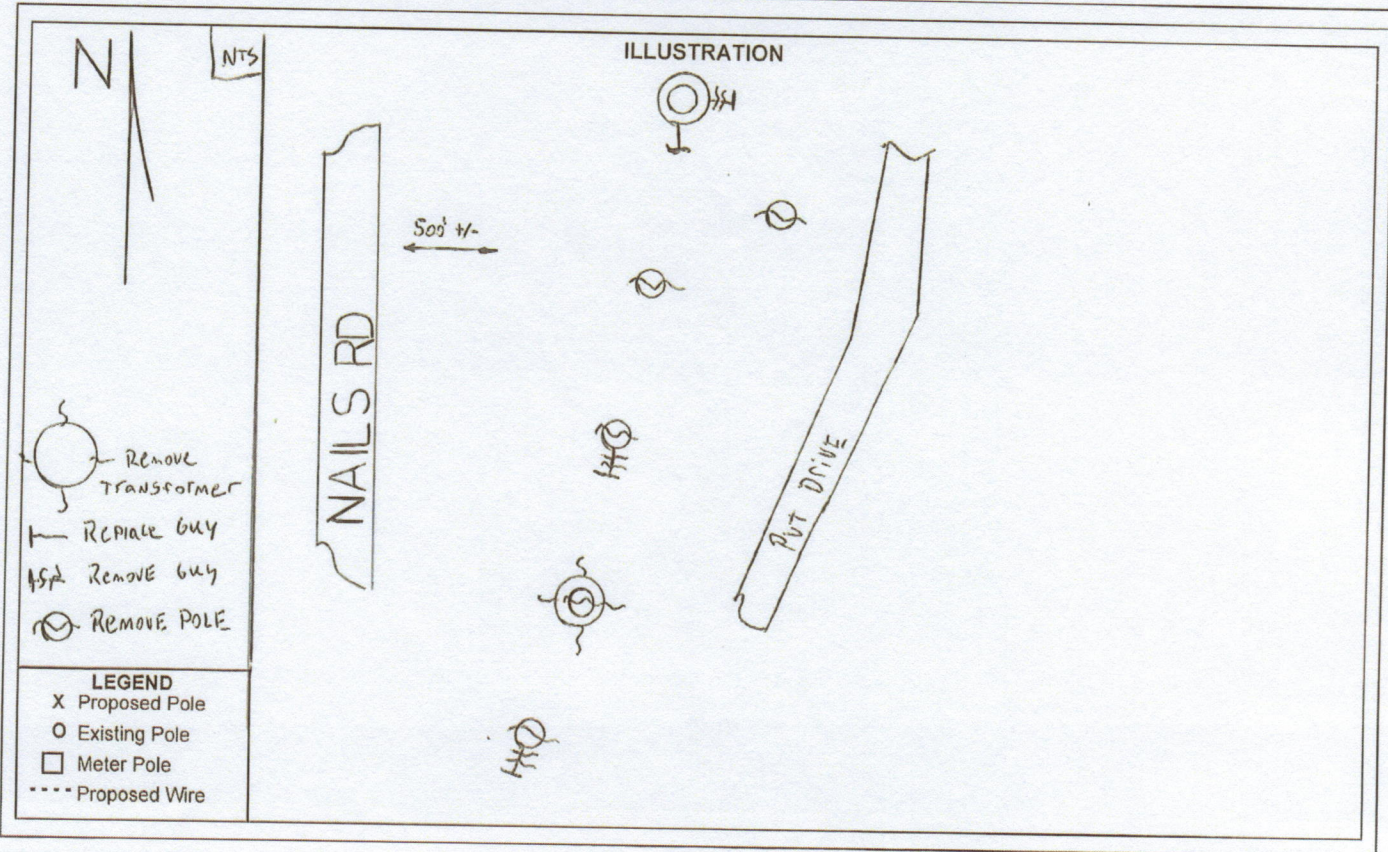 ILLUSTRATION
N
NTS
500' +/-
NAILS RD
PVT DRIVE
Remove
Transformer
Replace Guy
Remove Guy
Remove Pole
LEGEND
X Proposed Pole
O Existing Pole
Meter Pole
Proposed Wire